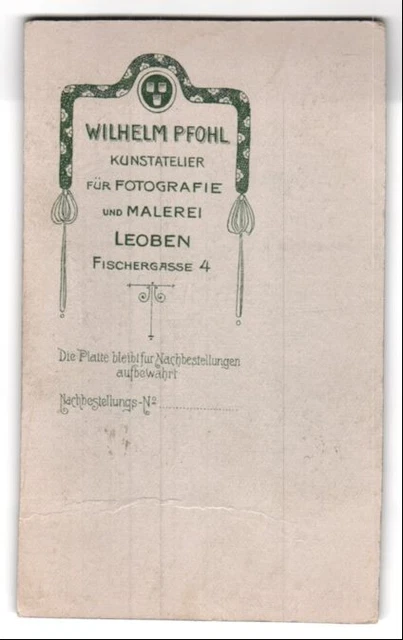 WILHELM PFOHL
KUNSTATELIER
FÜR FOTOGRAFIE
UND MALEREI
LEOBEN
FISCHERGASSE 4
Die Platte bleibt für Nachbestellungen
aufbewahrt
Nachbestellungs-No